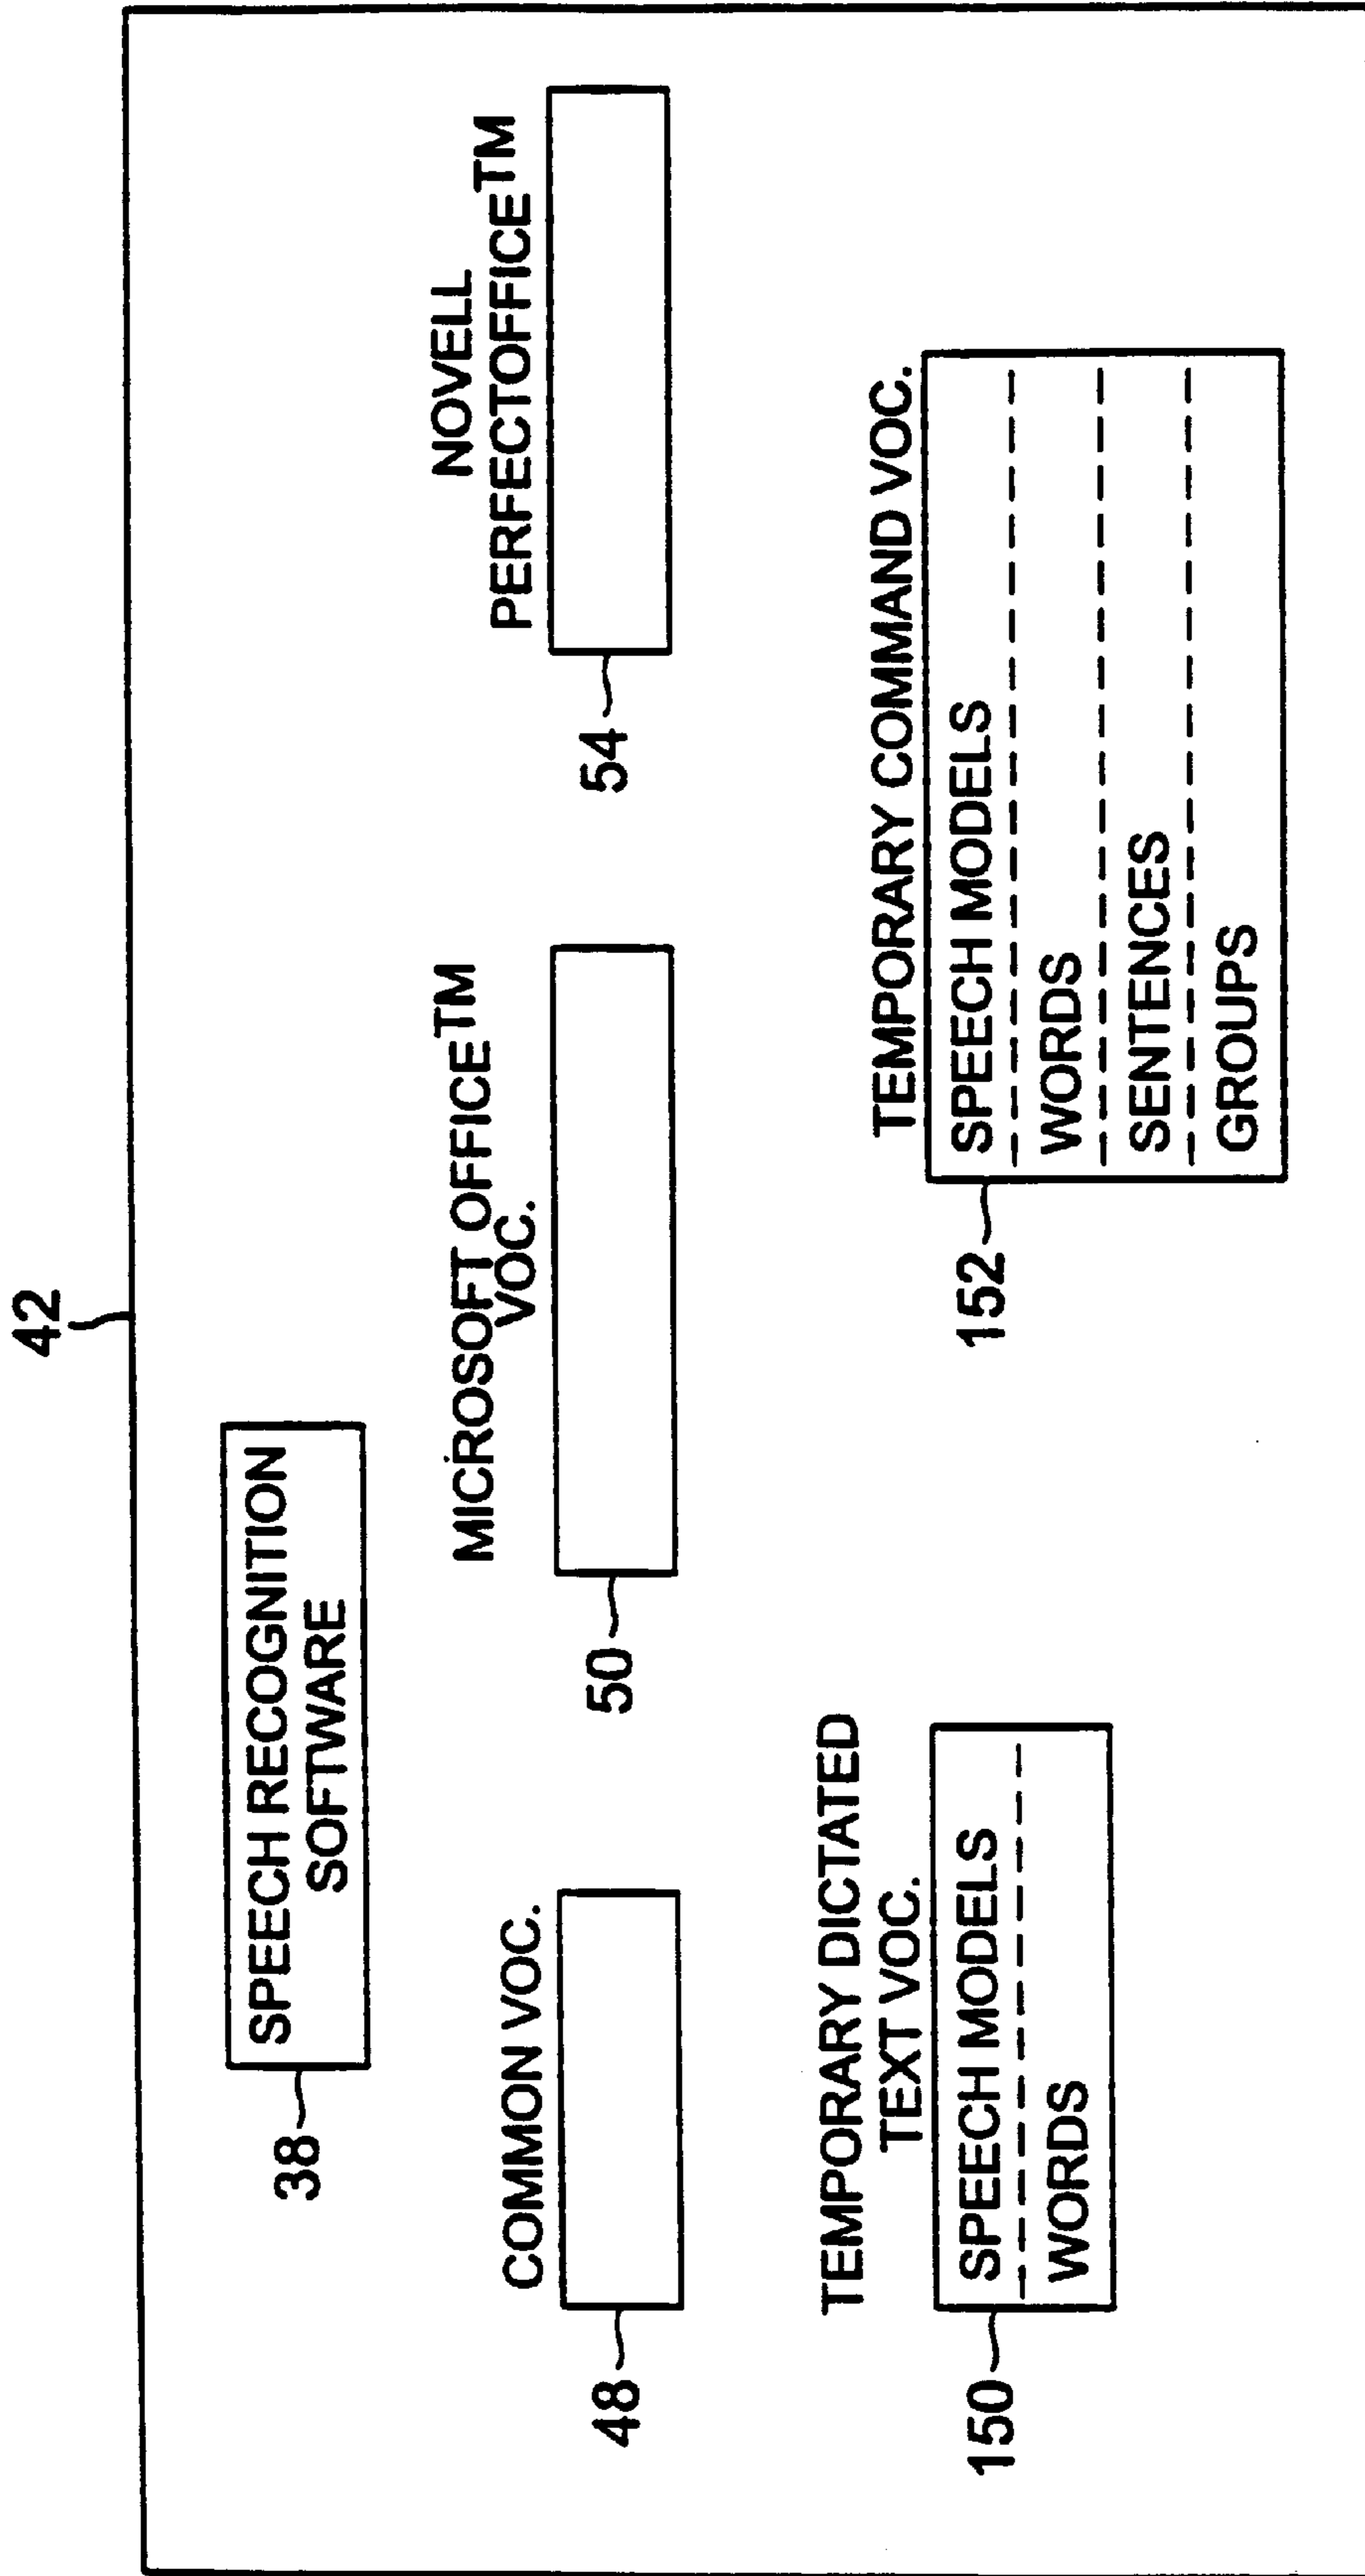 42
SPEECH RECOGNITION
SOFTWARE
38
COMMON VOC.
48
MICROSOFT OFFICE™
VOC.
50
NOVELL
PERFECTOFFICE™
54
TEMPORARY DICTATED
TEXT VOC.
SPEECH MODELS
WORDS
150
TEMPORARY COMMAND VOC.
SPEECH MODELS
WORDS
SENTENCES
GROUPS
152